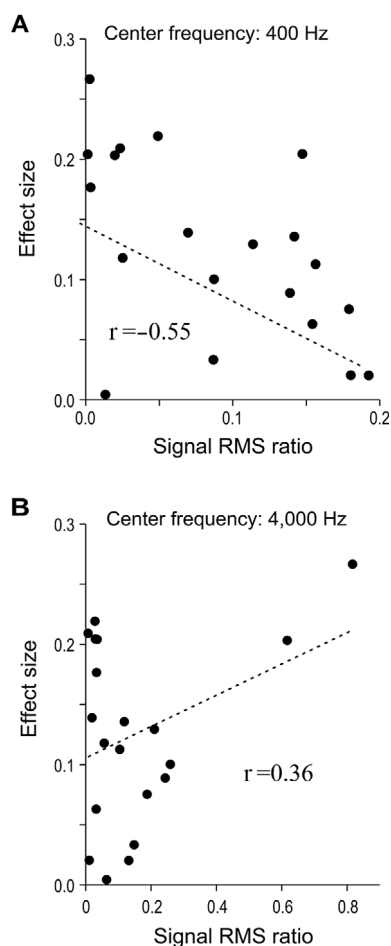 A
Center frequency: 400 Hz
0.3
0.2
0.1
0.0
Effect size
r=-0.55
0.0 0.1 0.2
Signal RMS ratio
B
Center frequency: 4,000 Hz
0.3
0.2
0.1
0.0
Effect size
r=0.36
0 0.2 0.4 0.6 0.8
Signal RMS ratio